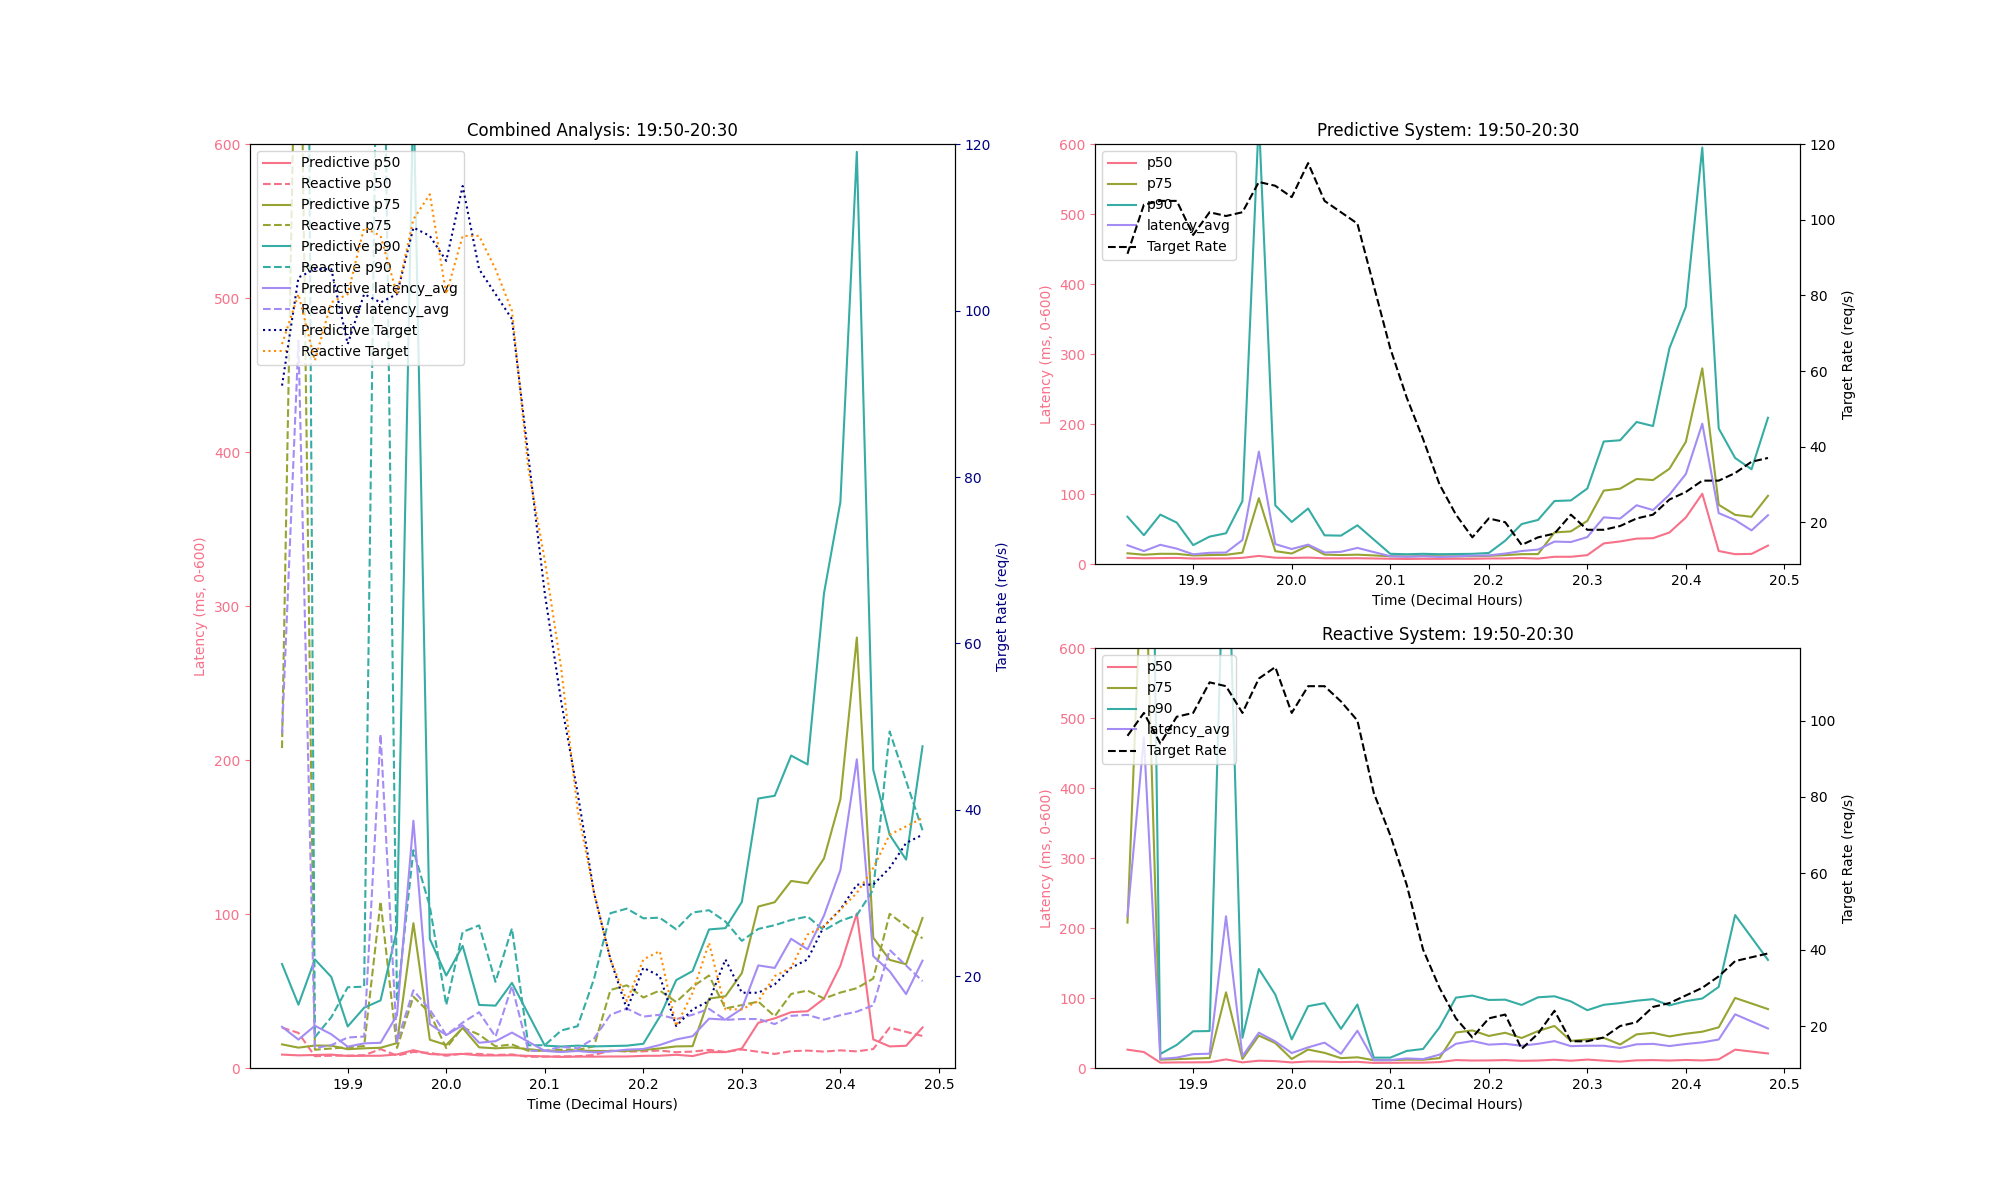 Combined Analysis: 19:50-20:30
600
500
400
300
200
100
0
Latency (ms, 0-600)
Predictive p50
Reactive p50
Predictive p75
Reactive p75
Predictive p90
Reactive p90
Predictive latency_avg
Reactive latency_avg
Predictive Target
Reactive Target
120
100
80
60
40
20
Target Rate (req/s)
19.9 20.0 20.1 20.2 20.3 20.4 20.5
Time (Decimal Hours)
Predictive System: 19:50-20:30
600
500
400
300
200
100
0
Latency (ms, 0-600)
p50
p75
p90
latency_avg
Target Rate
120
100
80
60
40
20
Target Rate (req/s)
19.9 20.0 20.1 20.2 20.3 20.4 20.5
Time (Decimal Hours)
Reactive System: 19:50-20:30
600
500
400
300
200
100
0
Latency (ms, 0-600)
p50
p75
p90
latency_avg
Target Rate
100
80
60
40
20
Target Rate (req/s)
19.9 20.0 20.1 20.2 20.3 20.4 20.5
Time (Decimal Hours)